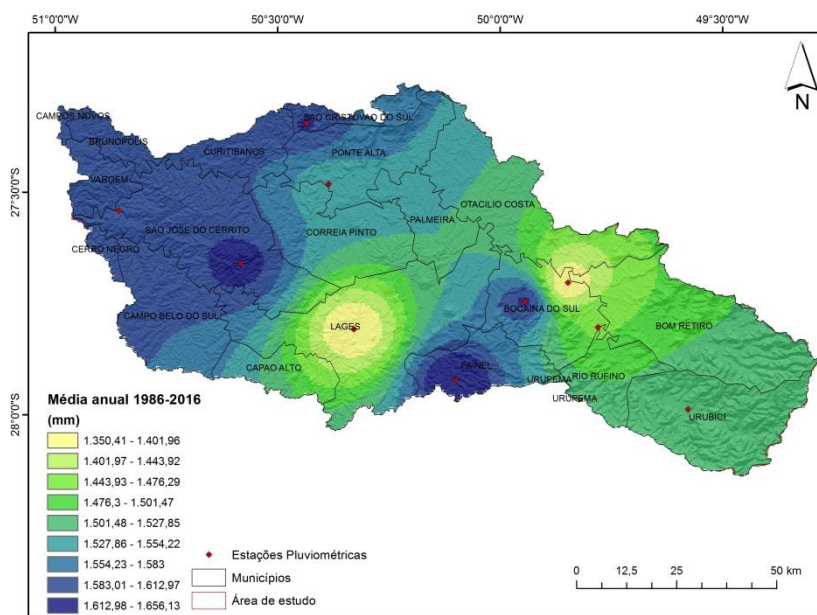 51°0'0"W
50°30'0"W
50°0'0"W
49°30'0"W
N
27°30'0"S
28°0'0"S
CAMPOS NOVOS
BRUNOPOLIS
CURITIBANOS
SAO CRISTOVAO DO SUL
PONTE ALTA
VARGEM
OTACILIO COSTA
SAO JOSE DO CERRITO
CORREIA PINTO
PALMEIRA
CERRO NEGRO
CAMPO BELO DO SUL
LAGES
BOCAINA DO SUL
BOM RETIRO
CAPAO ALTO
PAINEL
URUPEMA
RIO RUFINO
URUPEMA
URUBICI
Média anual 1986-2016
(mm)
1.350,41 - 1.401,96
1.401,97 - 1.443,92
1.443,93 - 1.476,29
1.476,3 - 1.501,47
1.501,48 - 1.527,85
1.527,86 - 1.554,22
1.554,23 - 1.583
1.583,01 - 1.612,97
1.612,98 - 1.656,13
Estações Pluviométricas
Municípios
Área de estudo
0 12,5 25 50 km